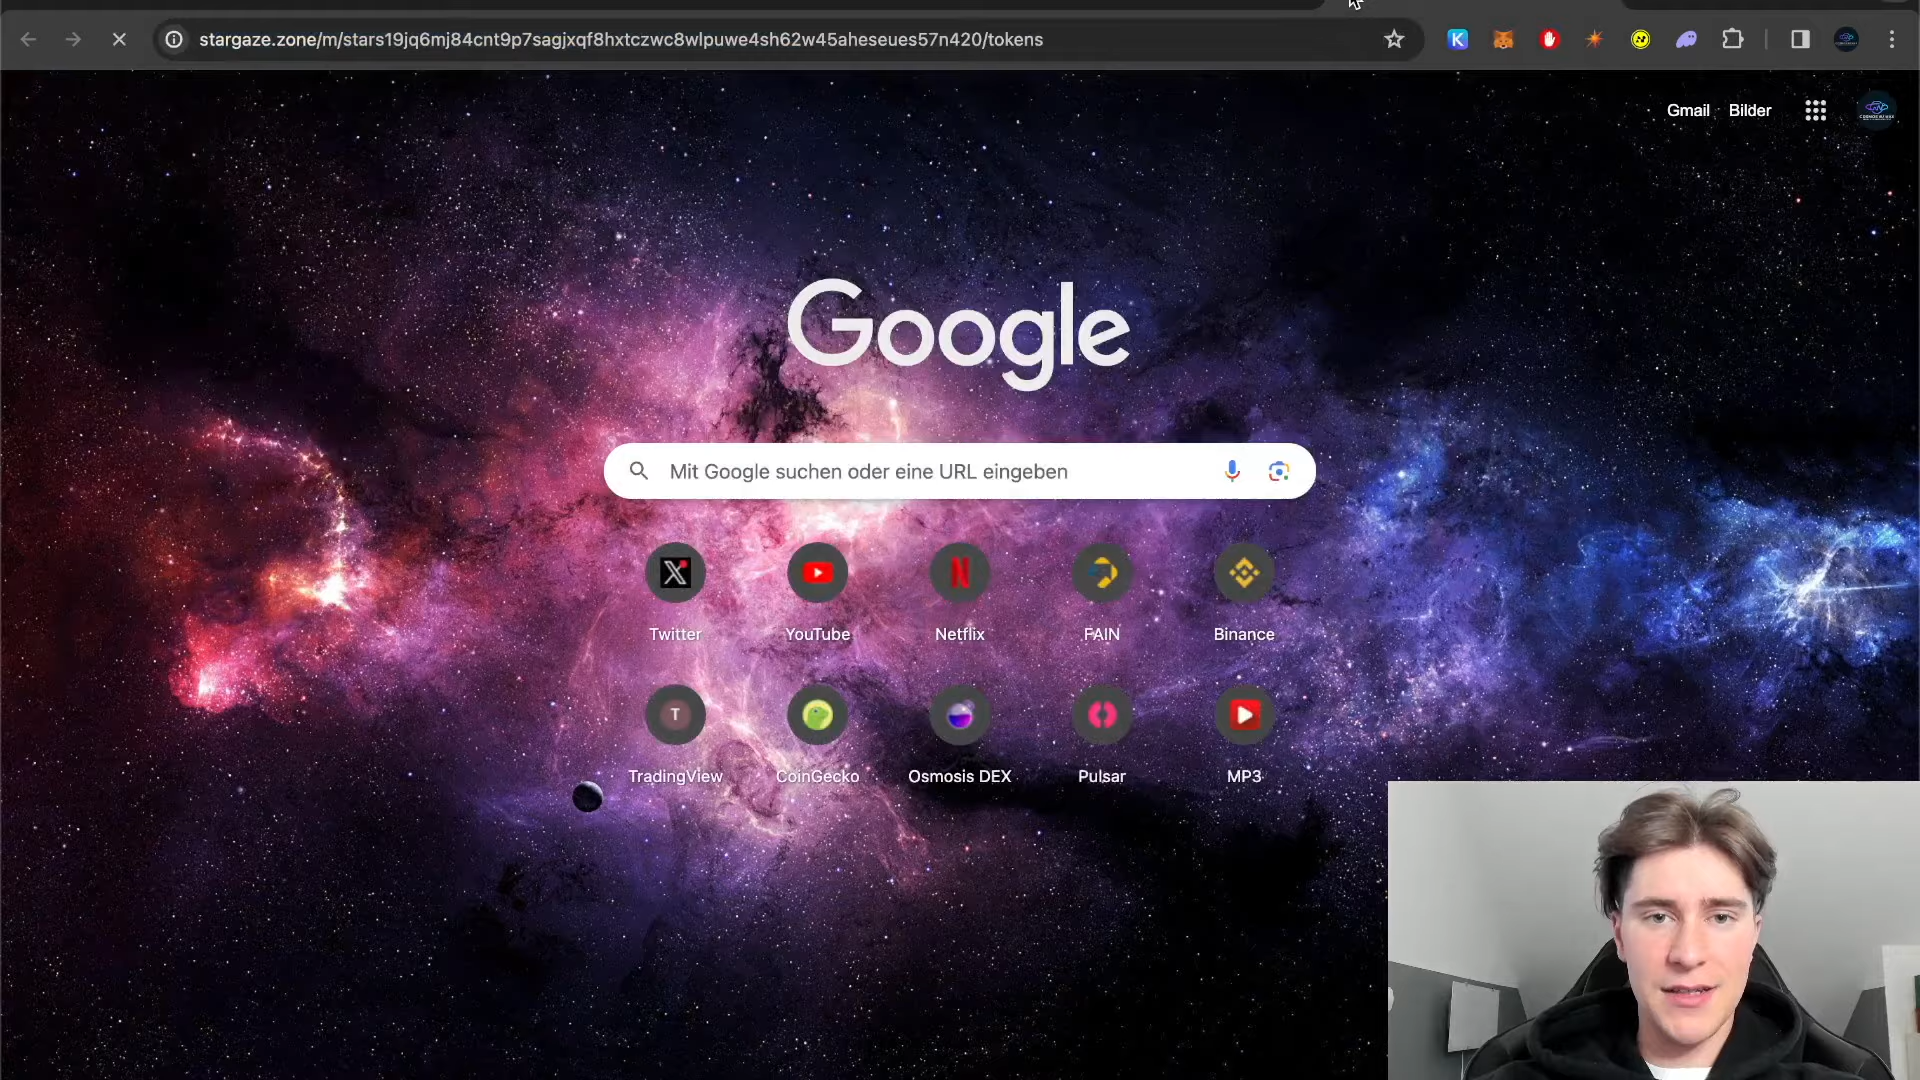 stargaze.zone/m/stars19jq6mj84cnt9p7sagjxqf8hxtczwc8wlpuwe4sh62w45aheseues57n420/tokens
Gmail Bilder
Google
Mit Google suchen oder eine URL eingeben
Twitter YouTube Netflix FAIN Binance
T
TradingView CoinGecko Osmosis DEX Pulsar MP3